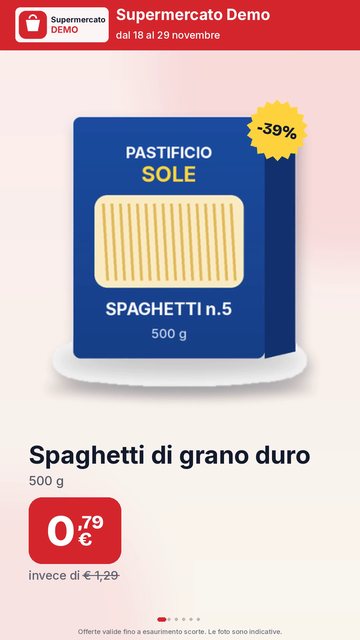 Supermercato
DEMO
Supermercato Demo
dal 18 al 29 novembre
-39%
PASTIFICIO
SOLE
SPAGHETTI n.5
500 g
Spaghetti di grano duro
500 g
0,79 €
invece di € 1,29
Offerte valide fino a esaurimento scorte. Le foto sono indicative.